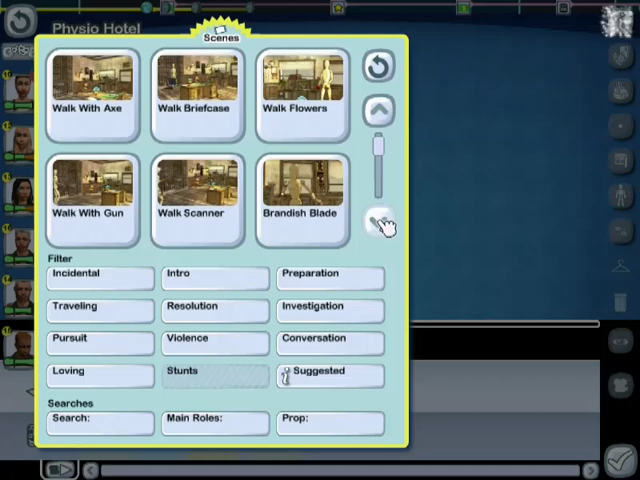 Physio Hotel
Scenes
Walk With Axe
Walk Briefcase
Walk Flowers
Walk With Gun
Walk Scanner
Brandish Blade
Filter
Incidental
Intro
Preparation
Traveling
Resolution
Investigation
Pursuit
Violence
Conversation
Loving
Stunts
Suggested
Searches
Search:
Main Roles:
Prop: